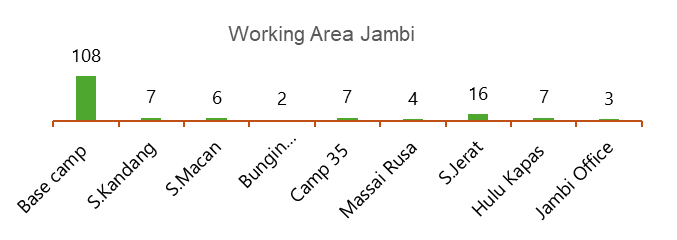 Working Area Jambi
108
7
6
2
7
4
16
7
3
Base camp
S.Kandang
S.Macan
Bungin...
Camp 35
Massai Rusa
S.Jerat
Hulu Kapas
Jambi Office